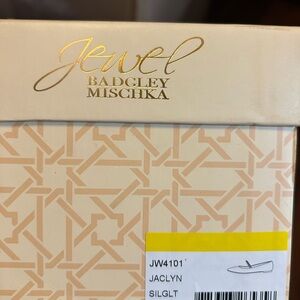 Jewel
BADGLEY
MISCHKA
JW4101
JACLYN
SILGLT